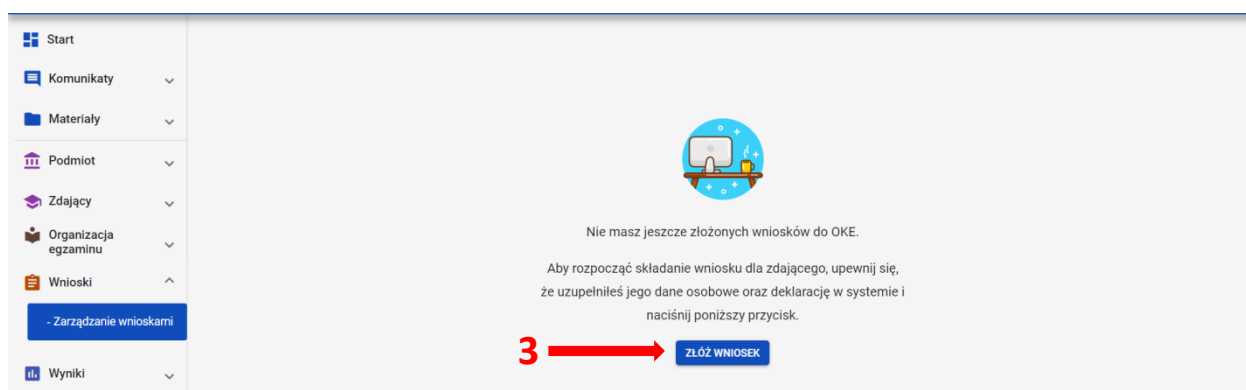 Start
Komunikaty
Materiały
Podmiot
Zdający
Organizacja
egzaminu
Wnioski
- Zarządzanie wnioskami
Wyniki
Nie masz jeszcze złożonych wniosków do OKE.
Aby rozpocząć składanie wniosku dla zdającego, upewnij się,
że uzupełniłeś jego dane osobowe oraz deklarację w systemie i
naciśnij poniższy przycisk.
3
ZŁÓŻ WNIOSEK